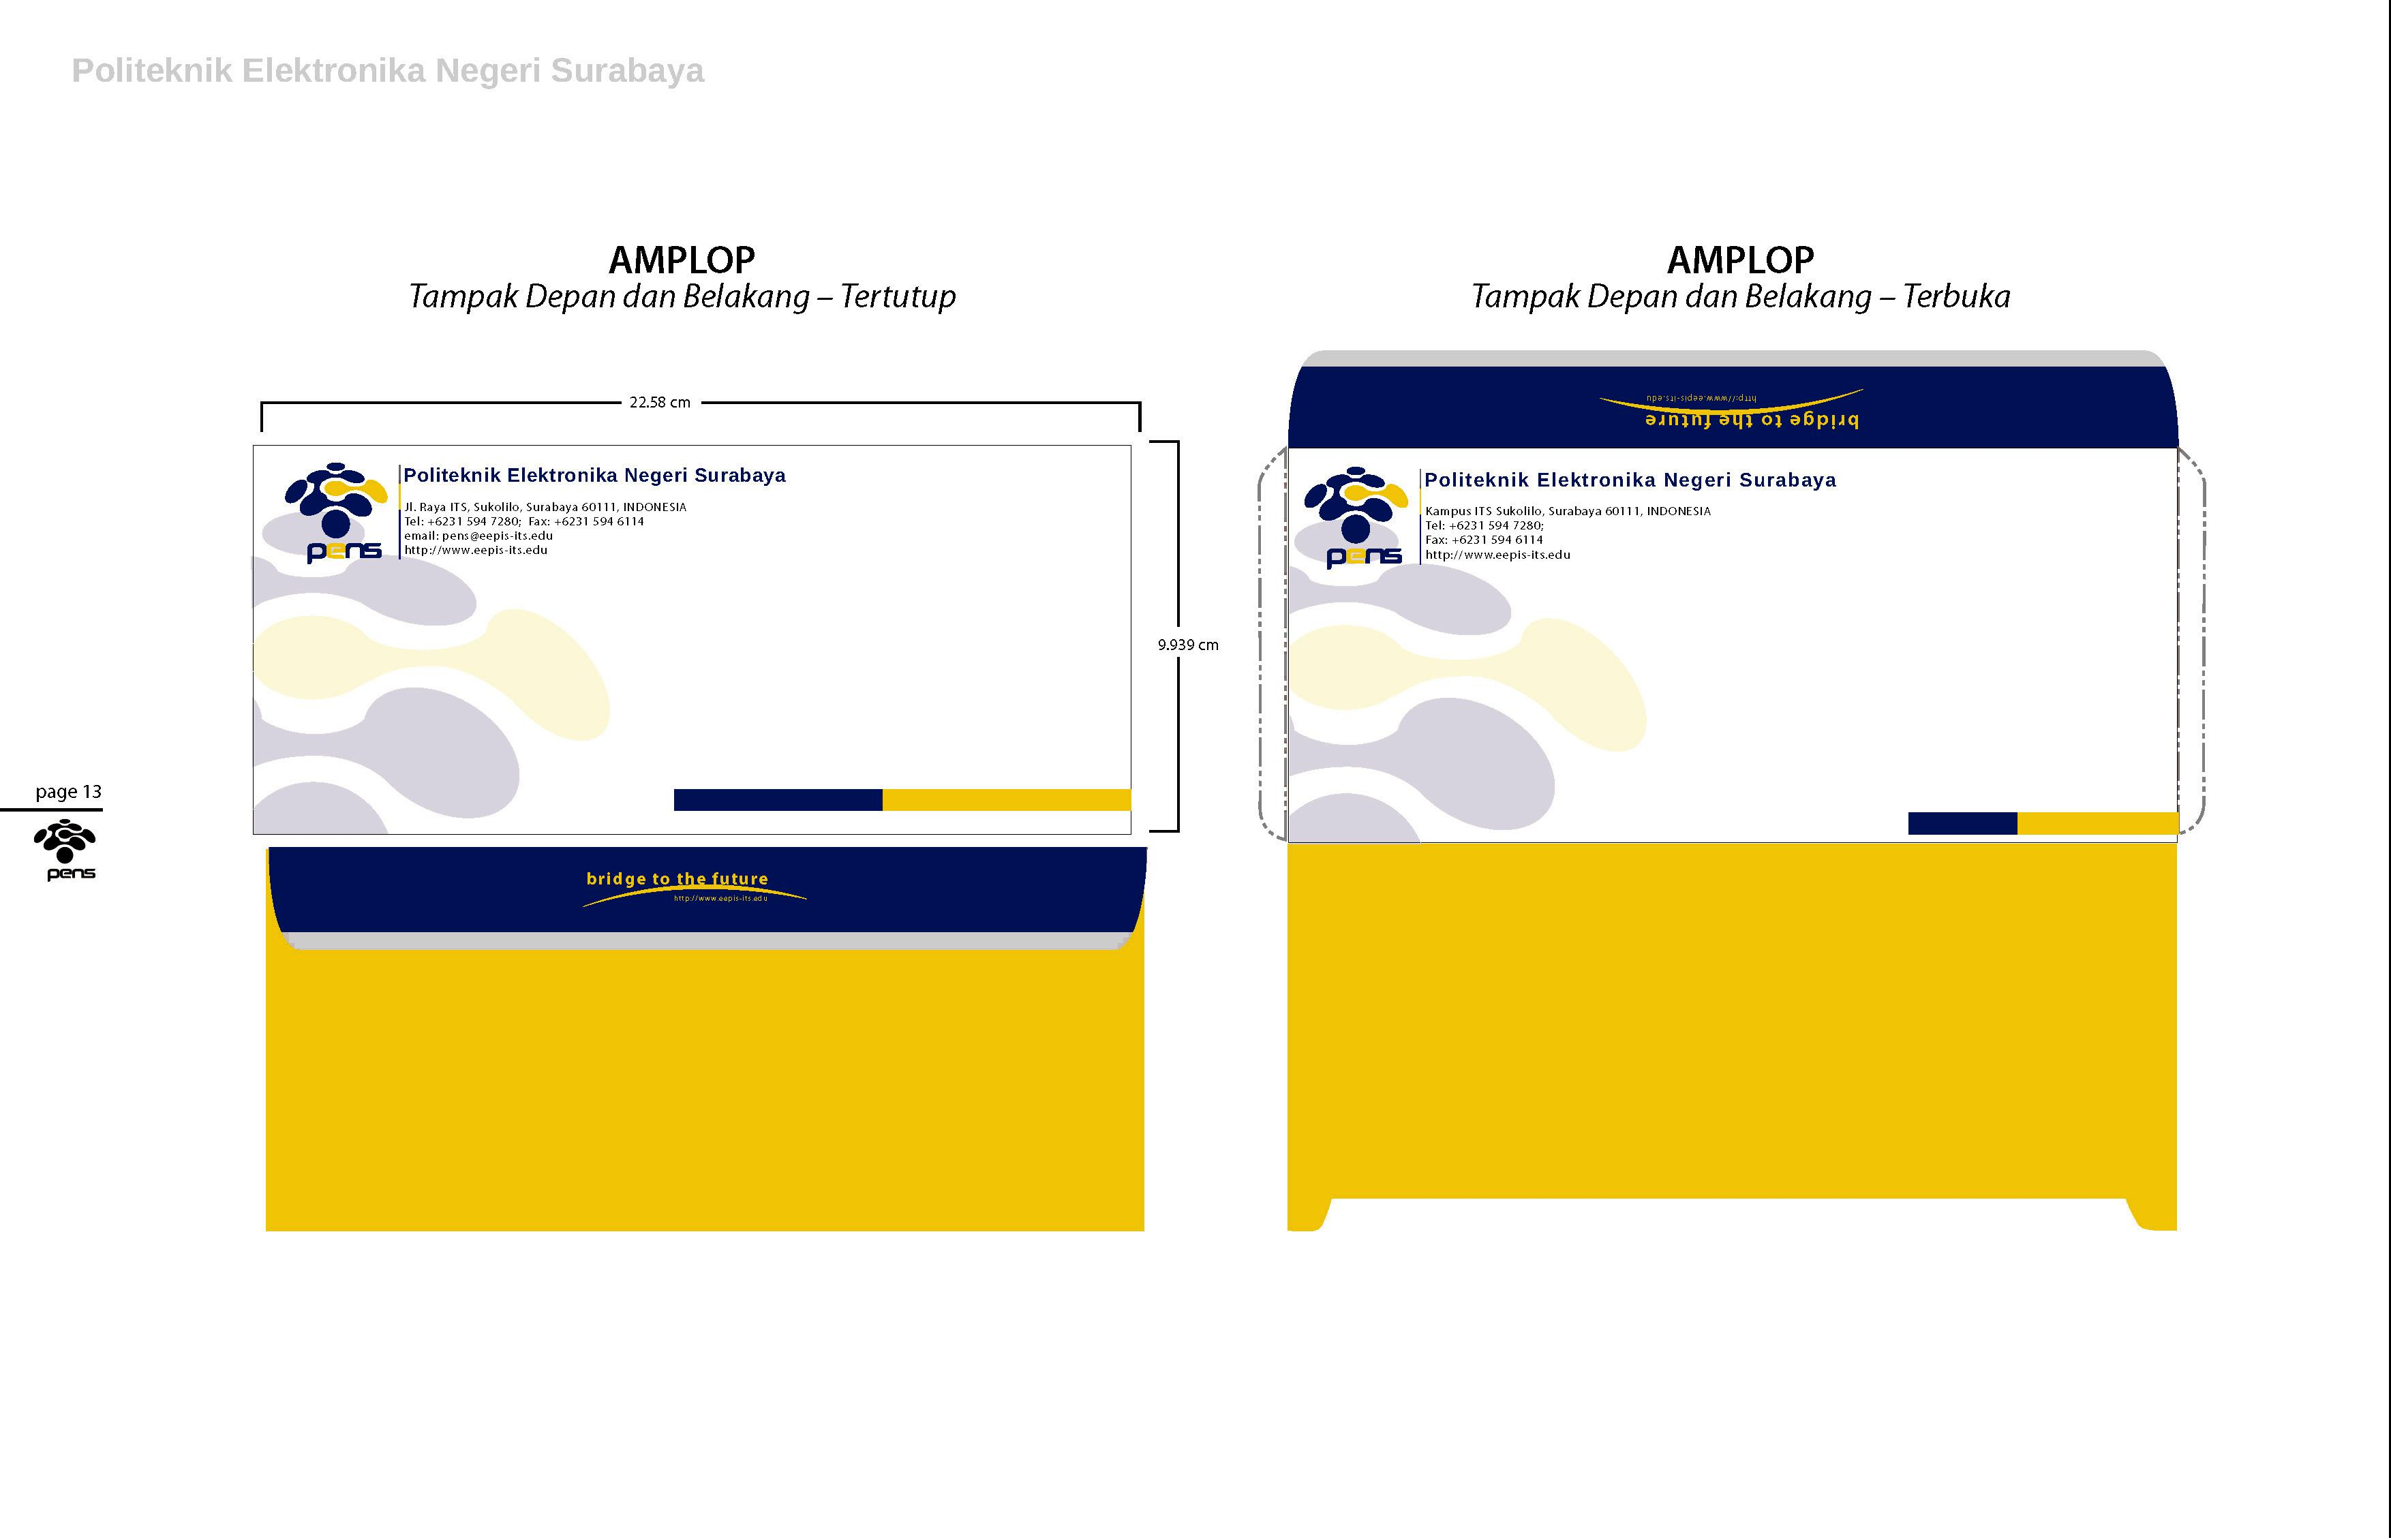 Politeknik Elektronika Negeri Surabaya
AMPLOP
Tampak Depan dan Belakang – Tertutup
22.58 cm
Politeknik Elektronika Negeri Surabaya
Jl. Raya ITS, Sukolilo, Surabaya 60111, INDONESIA
Tel: +6231 594 7280; Fax: +6231 594 6114
email: pens@eepis-its.edu
http://www.eepis-its.edu
pens
9.939 cm
bridge to the future
http://www.eepis-its.edu
AMPLOP
Tampak Depan dan Belakang – Terbuka
http://www.eepis-its.edu
bridge to the future
Politeknik Elektronika Negeri Surabaya
Kampus ITS Sukolilo, Surabaya 60111, INDONESIA
Tel: +6231 594 7280;
Fax: +6231 594 6114
http://www.eepis-its.edu
pens
page 13
pens